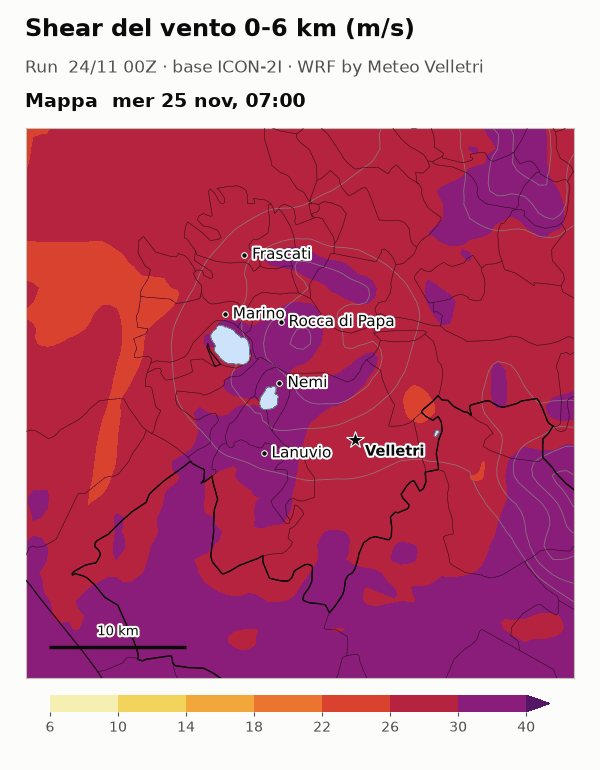 Shear del vento 0-6 km (m/s)
Run  24/11 00Z · base ICON-2I · WRF by Meteo Velletri
Mappa  mer 25 nov, 07:00
Frascati
Marino
Rocca di Papa
Nemi
Velletri
Lanuvio
10 km
6 10 14 18 22 26 30 40